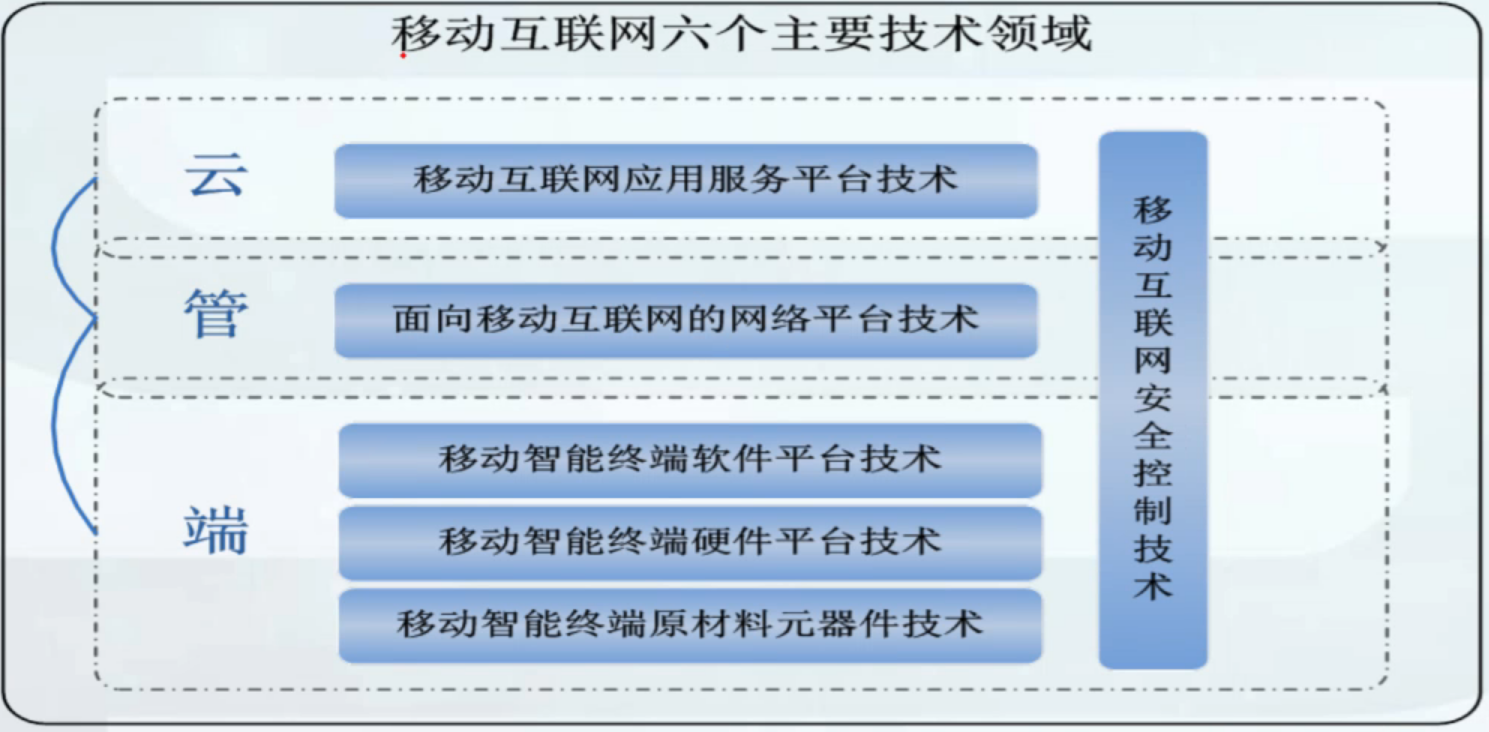 移动互联网六个主要技术领域
云
移动互联网应用服务平台技术
管
面向移动互联网的网络平台技术
端
移动智能终端软件平台技术
移动智能终端硬件平台技术
移动智能终端原材料元器件技术
移动互联网安全控制技术